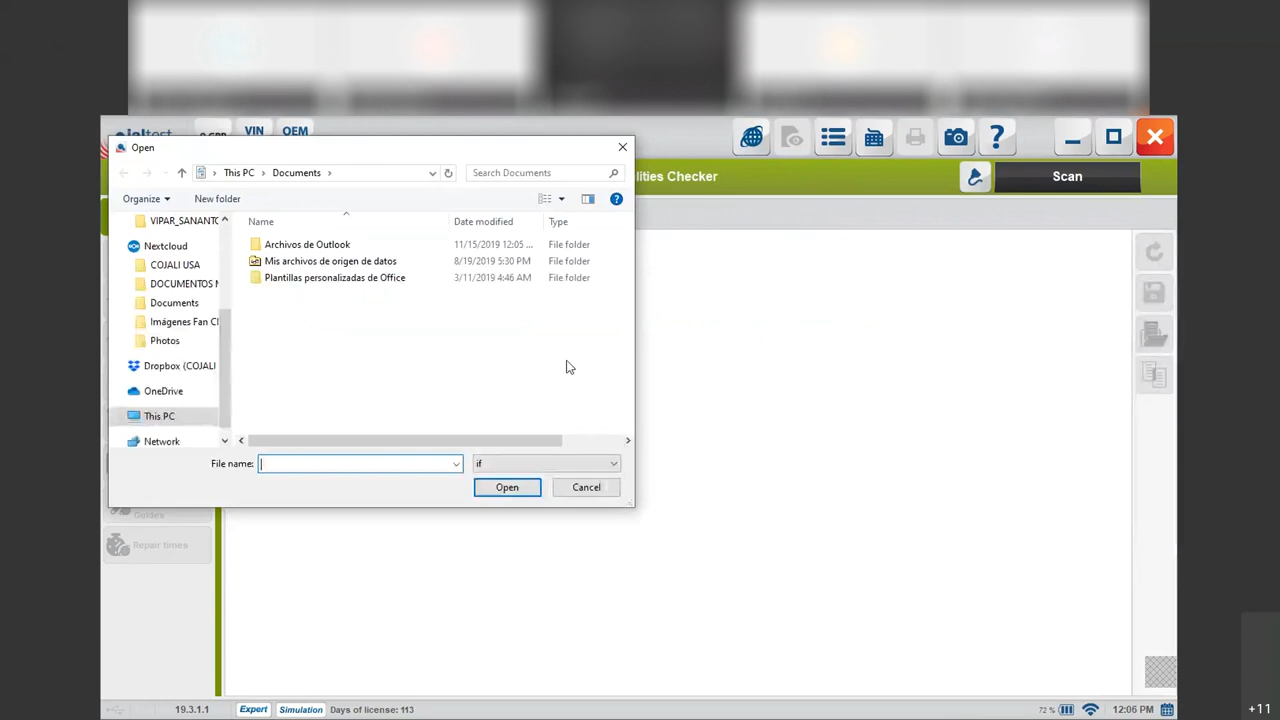 jaltest
VIN
OEM
?
Open
This PC > Documents >
Search Documents
lities Checker
Scan
Organize
New folder
?
VIPAR_SANANTO
Name
Date modified
Type
Nextcloud
Archivos de Outlook
11/15/2019 12:05 ...
File folder
COJALI USA
Mis archivos de origen de datos
8/19/2019 5:30 PM
File folder
DOCUMENTOS M
Plantillas personalizadas de Office
3/11/2019 4:46 AM
File folder
Documents
Imágenes Fan Cl
Photos
Dropbox (COJALI
OneDrive
This PC
Network
File name:
if
Open
Cancel
Guides
Repair times
19.3.1.1
Expert
Simulation
Days of license: 113
72 %
12:06 PM
+11